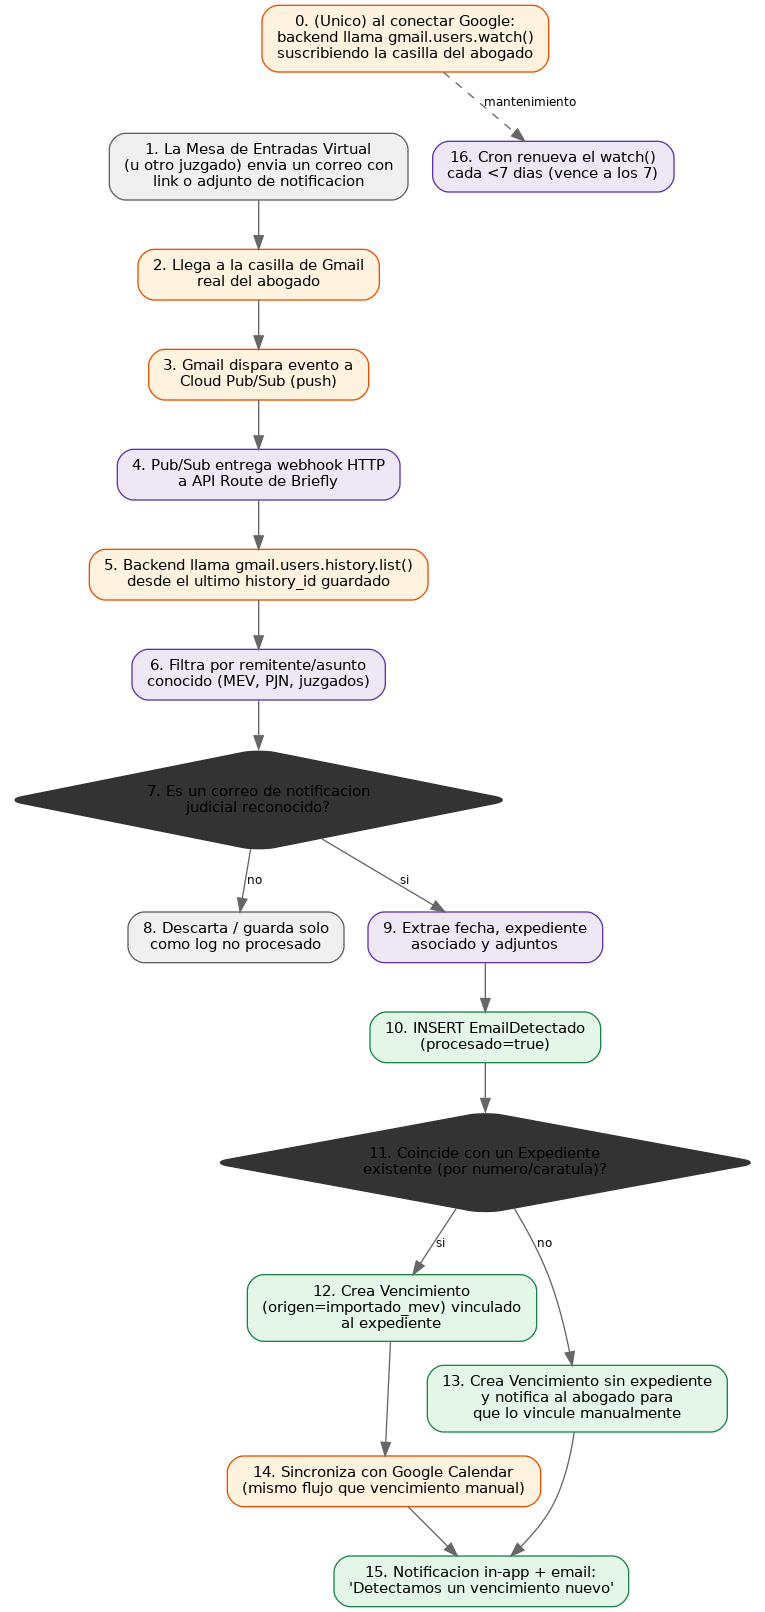 0. (Unico) al conectar Google:
backend llama gmail.users.watch()
suscribiendo la casilla del abogado
mantenimiento
1. La Mesa de Entradas Virtual
(u otro juzgado) envia un correo con
link o adjunto de notificacion
16. Cron renueva el watch()
cada <7 dias (vence a los 7)
2. Llega a la casilla de Gmail
real del abogado
3. Gmail dispara evento a
Cloud Pub/Sub (push)
4. Pub/Sub entrega webhook HTTP
a API Route de Briefly
5. Backend llama gmail.users.history.list()
desde el ultimo history_id guardado
6. Filtra por remitente/asunto
conocido (MEV, PJN, juzgados)
7. Es un correo de notificacion
judicial reconocido?
no
si
8. Descarta / guarda solo
como log no procesado
9. Extrae fecha, expediente
asociado y adjuntos
10. INSERT EmailDetectado
(procesado=true)
11. Coincide con un Expediente
existente (por numero/caratula)?
si
no
12. Crea Vencimiento
(origen=importado_mev) vinculado
al expediente
13. Crea Vencimiento sin expediente
y notifica al abogado para
que lo vincule manualmente
14. Sincroniza con Google Calendar
(mismo flujo que vencimiento manual)
15. Notificacion in-app + email:
'Detectamos un vencimiento nuevo'